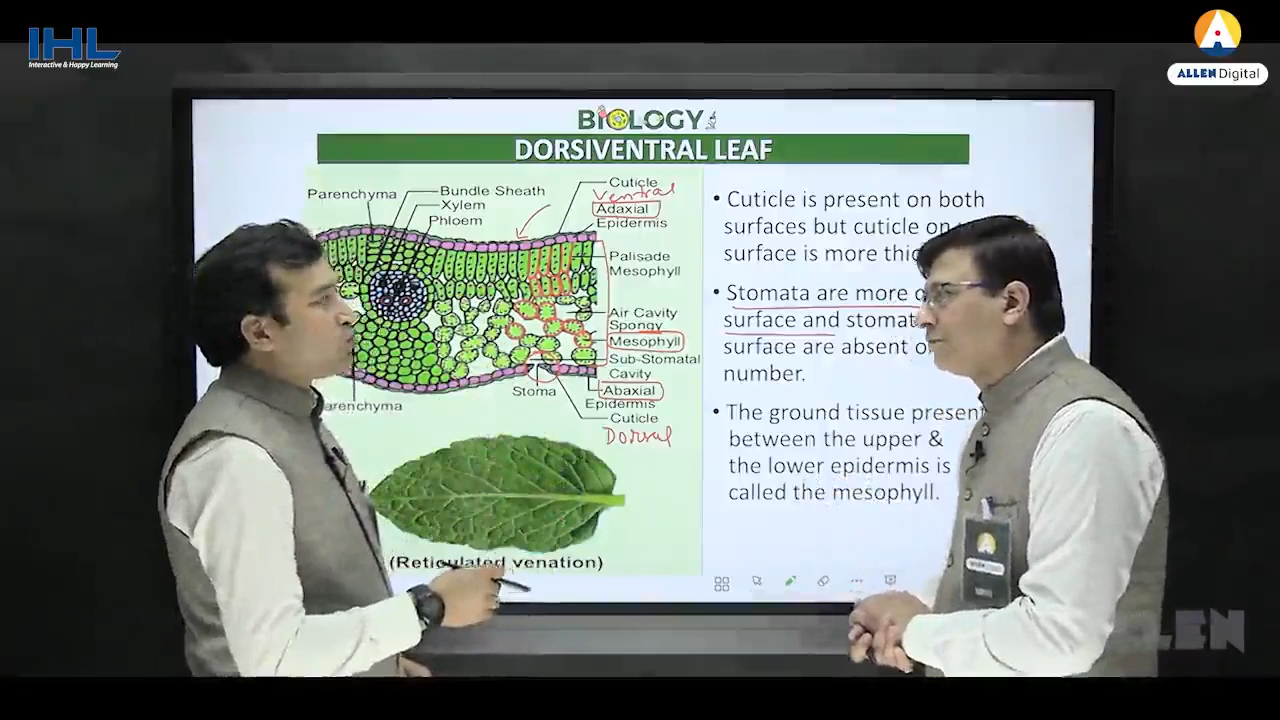 IHL
Interactive & Happy Learning
ALLEN Digital
BIOLOGY
DORSIVENTRAL LEAF
Parenchyma
Bundle Sheath
Xylem
Phloem
Cuticle
Ventral
Adaxial
Epidermis
Palisade
Mesophyll
Air Cavity
Spongy
Mesophyll
Sub-Stomatal
Cavity
Stoma
Abaxial
Epidermis
Cuticle
Dorsal
(Reticulated venation)
• Cuticle is present on both
surfaces but cuticle on
surface is more
• Stomata are more
surface and
surface are absent
number.
• The ground tissue present
between the upper &
the lower epidermis is
called the mesophyll.